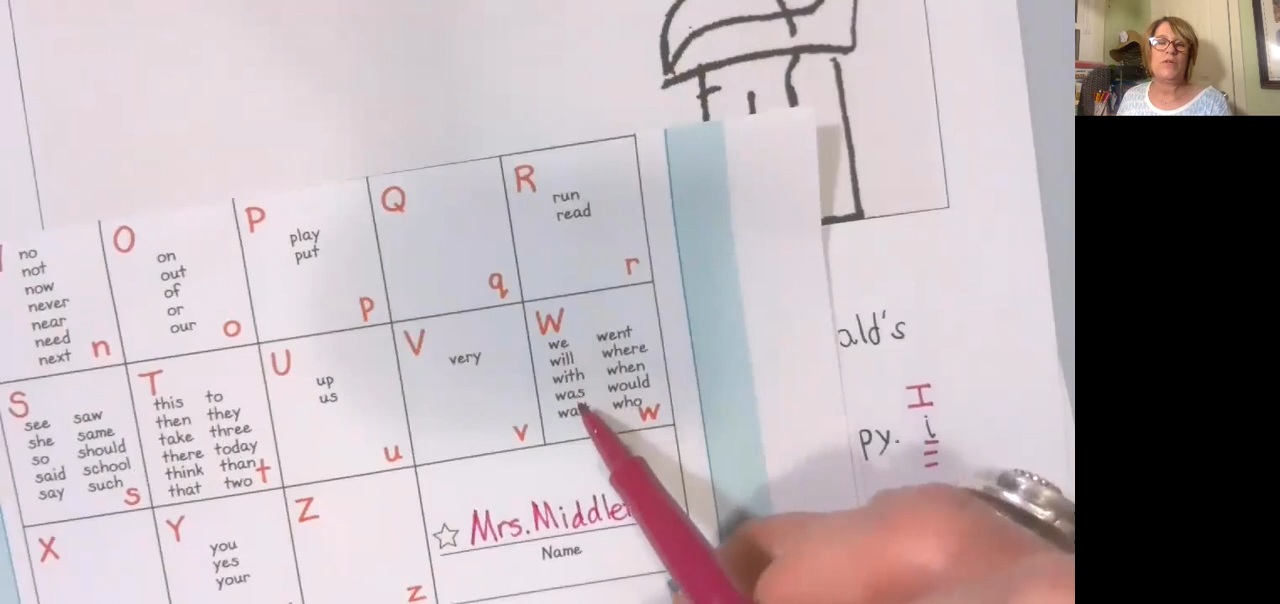 R
run
read
r
Q
q
P
play
put
p
O
on
out
of
or
our
o
no
not
now
never
near
need
next
n
W
we went
will where
with when
was would
who
w
V
very
v
U
up
us
u
T
this to
then they
take three
there today
think than
that two
t
S
see saw
she same
so should
said school
say such
s
X
Y
you
yes
your
Z
z
Mrs.
Name
ald's
I
py. i